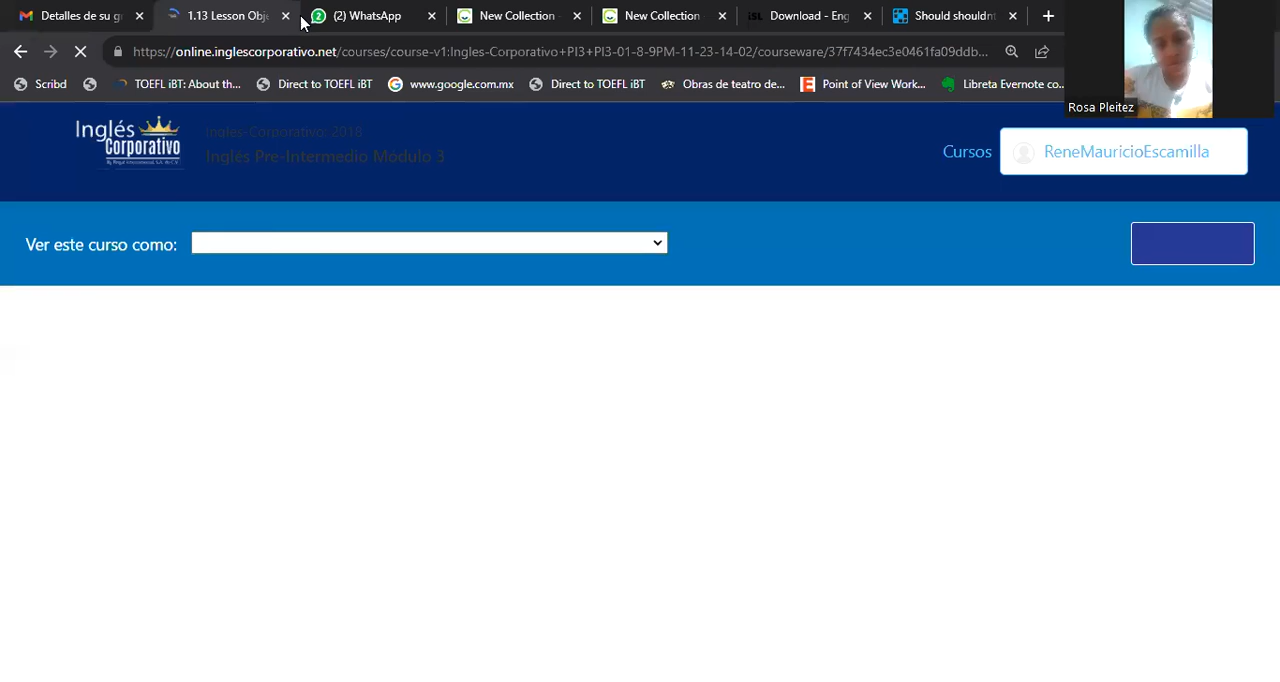 Detalles de su gr
1.13 Lesson Obje
(2) WhatsApp
New Collection
New Collection
Download - Eng
Should shouldn't
https://online.inglescorporativo.net/courses/course-v1:Ingles-Corporativo+PI3+PI3-01-8-9PM-11-23-14-02/courseware/37f7434ec3e0461fa09ddb...
Scribd
TOEFL iBT: About th...
Direct to TOEFL iBT
www.google.com.mx
Direct to TOEFL iBT
Obras de teatro de...
Point of View Work...
Libreta Evernote co...
Rosa Pleitez
Inglés
Corporativo
Ingles-Corporativo: 2018
Inglés Pre-Intermedio Módulo 3
Cursos
ReneMauricioEscamilla
Ver este curso como: